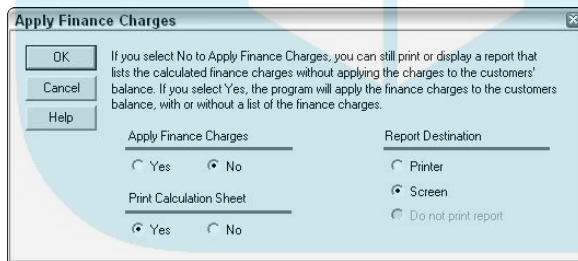 Apply Finance Charges
OK
Cancel
Help
If you select No to Apply Finance Charges, you can still print or display a report that
lists the calculated finance charges without applying the charges to the customers'
balance. If you select Yes, the program will apply the finance charges to the customers
balance, with or without a list of the finance charges.
Apply Finance Charges
Yes No
Print Calculation Sheet
Yes No
Report Destination
Printer
Screen
Do not print report